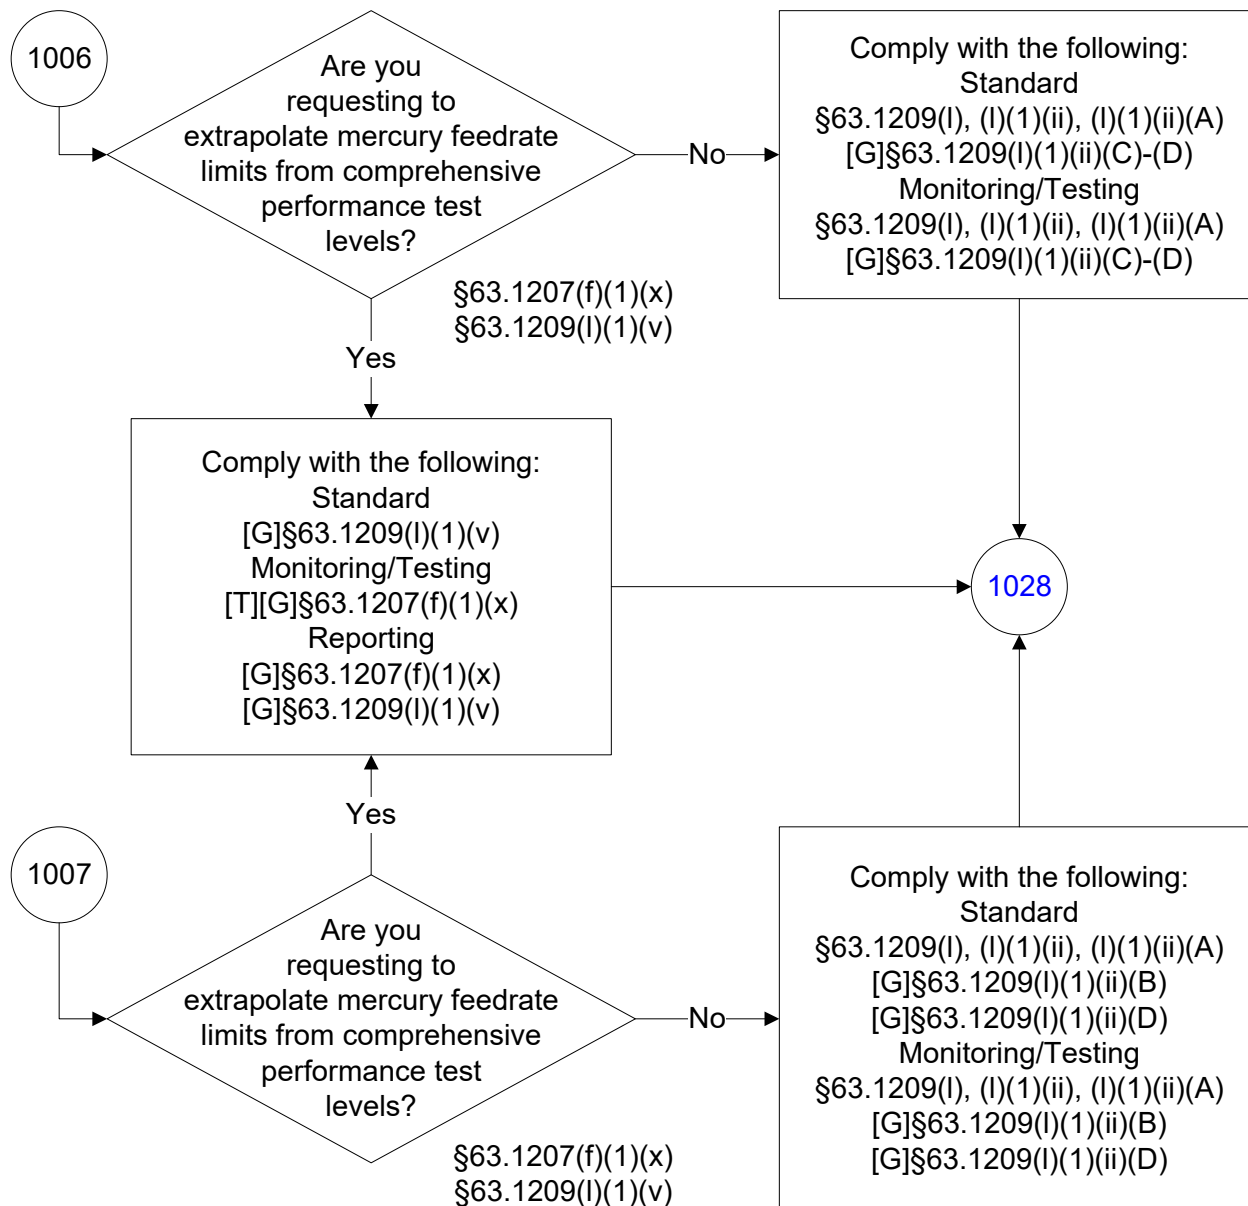 1006
Are you
requesting to
extrapolate mercury feedrate
limits from comprehensive
performance test
levels?
§63.1207(f)(1)(x)
§63.1209(l)(1)(v)
No
Comply with the following:
Standard
§63.1209(l), (l)(1)(ii), (l)(1)(ii)(A)
[G]§63.1209(l)(1)(ii)(C)-(D)
Monitoring/Testing
§63.1209(l), (l)(1)(ii), (l)(1)(ii)(A)
[G]§63.1209(l)(1)(ii)(C)-(D)
Yes
Comply with the following:
Standard
[G]§63.1209(l)(1)(v)
Monitoring/Testing
[T][G]§63.1207(f)(1)(x)
Reporting
[G]§63.1207(f)(1)(x)
[G]§63.1209(l)(1)(v)
1028
Yes
1007
Are you
requesting to
extrapolate mercury feedrate
limits from comprehensive
performance test
levels?
§63.1207(f)(1)(x)
§63.1209(l)(1)(v)
No
Comply with the following:
Standard
§63.1209(l), (l)(1)(ii), (l)(1)(ii)(A)
[G]§63.1209(l)(1)(ii)(B)
[G]§63.1209(l)(1)(ii)(D)
Monitoring/Testing
§63.1209(l), (l)(1)(ii), (l)(1)(ii)(A)
[G]§63.1209(l)(1)(ii)(B)
[G]§63.1209(l)(1)(ii)(D)